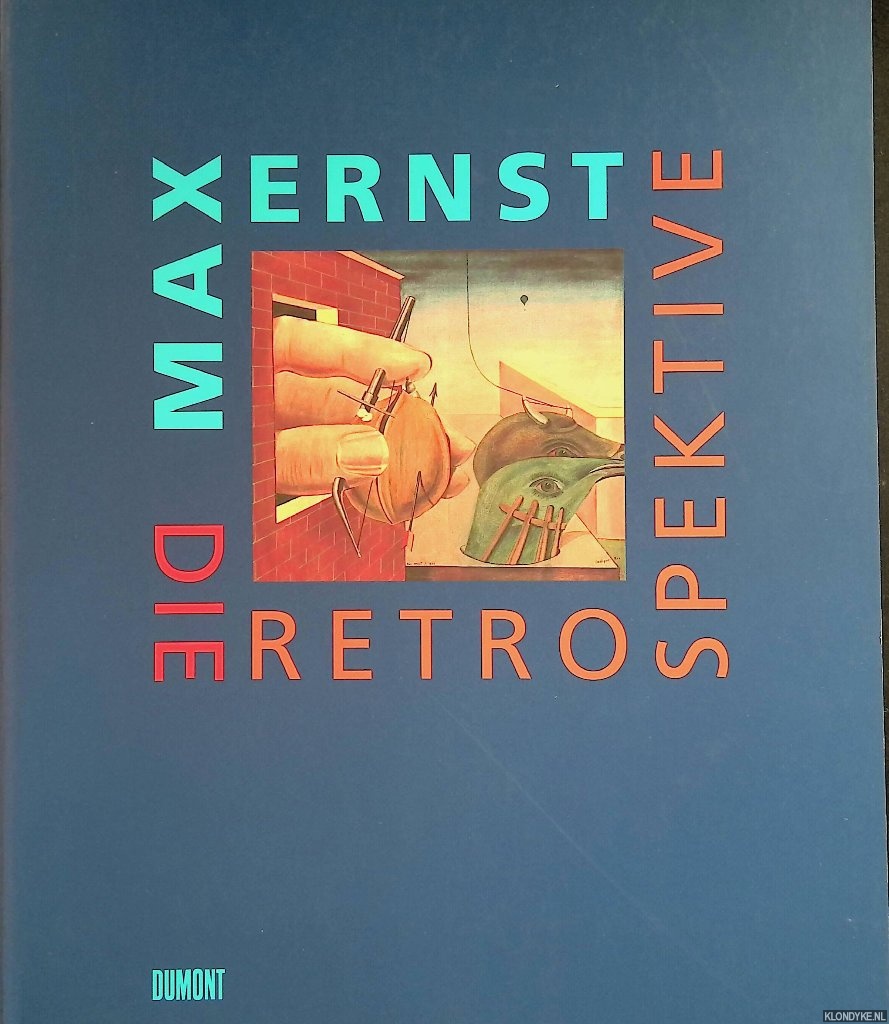 MAX
ERNST
DIE
RETRO
SPEKTIVE
DUMONT
KLONDYKE.NL